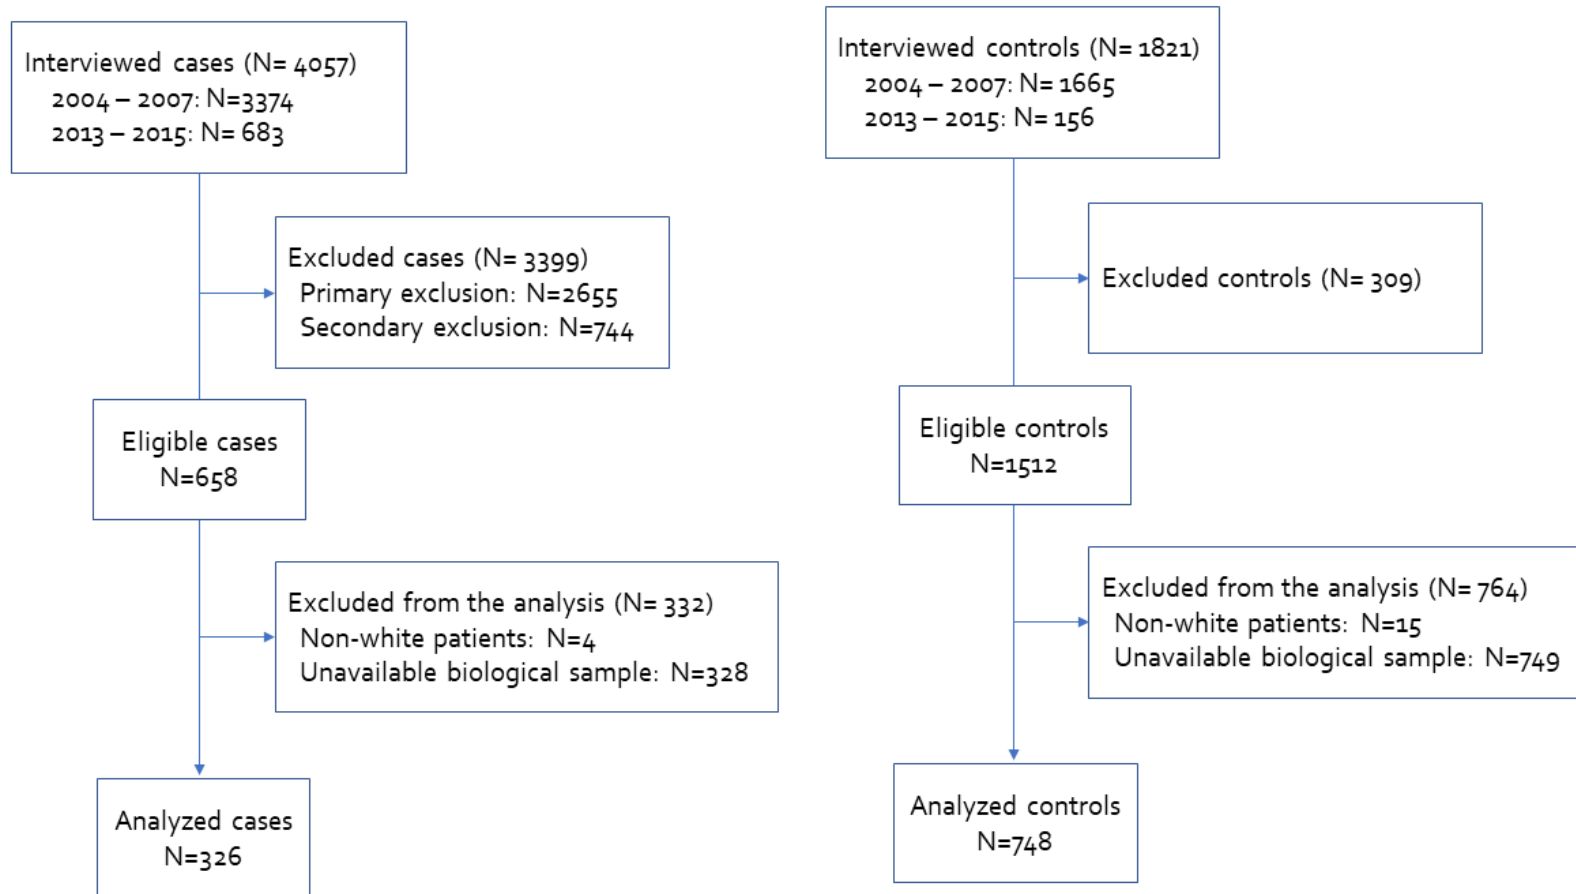 Interviewed cases (N= 4057)
2004 – 2007: N=3374
2013 – 2015: N= 683
Excluded cases (N= 3399)
Primary exclusion: N=2655
Secondary exclusion: N=744
Eligible cases
N=658
Excluded from the analysis (N= 332)
Non-white patients: N=4
Unavailable biological sample: N=328
Analyzed cases
N=326
Interviewed controls (N= 1821)
2004 – 2007: N= 1665
2013 – 2015: N= 156
Excluded controls (N= 309)
Eligible controls
N=1512
Excluded from the analysis (N= 764)
Non-white patients: N=15
Unavailable biological sample: N=749
Analyzed controls
N=748